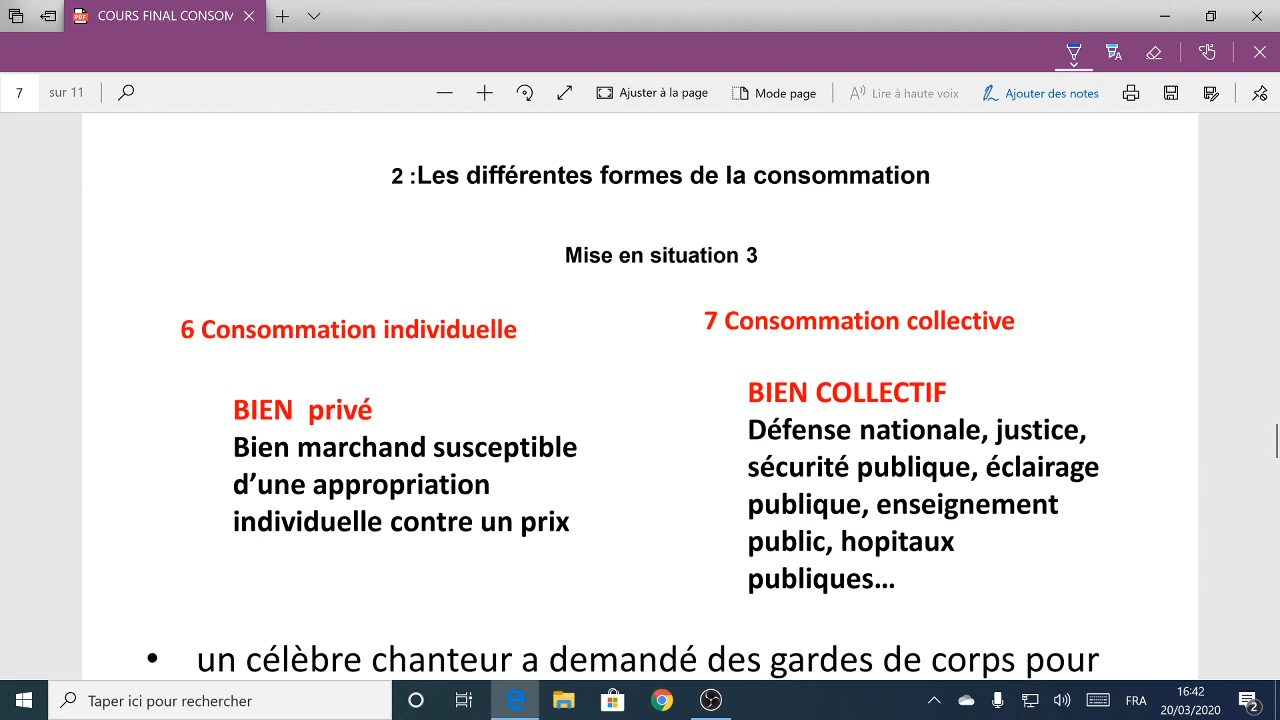 COURS FINAL CONSOM
7 sur 11
Ajuster à la page
Mode page
Lire à haute voix
Ajouter des notes
2 :Les différentes formes de la consommation
Mise en situation 3
6 Consommation individuelle
BIEN privé
Bien marchand susceptible
d’une appropriation
individuelle contre un prix
7 Consommation collective
BIEN COLLECTIF
Défense nationale, justice,
sécurité publique, éclairage
publique, enseignement
public, hopitaux
publiques…
• un célèbre chanteur a demandé des gardes de corps pour
Taper ici pour rechercher
FRA
16:42
20/03/2020
2